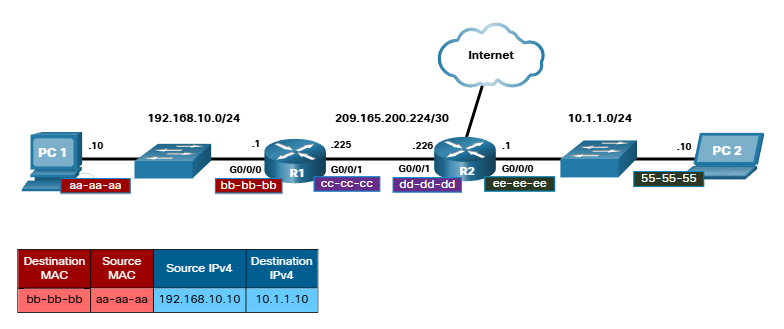 Internet
192.168.10.0/24
209.165.200.224/30
10.1.1.0/24
PC 1
.10
.1
.225
.226
.1
.10
PC 2
G0/0/0
R1
G0/0/1
G0/0/1
R2
G0/0/0
aa-aa-aa
bb-bb-bb
cc-cc-cc
dd-dd-dd
ee-ee-ee
55-55-55
Destination MAC
Source MAC
Source IPv4
Destination IPv4
bb-bb-bb
aa-aa-aa
192.168.10.10
10.1.1.10